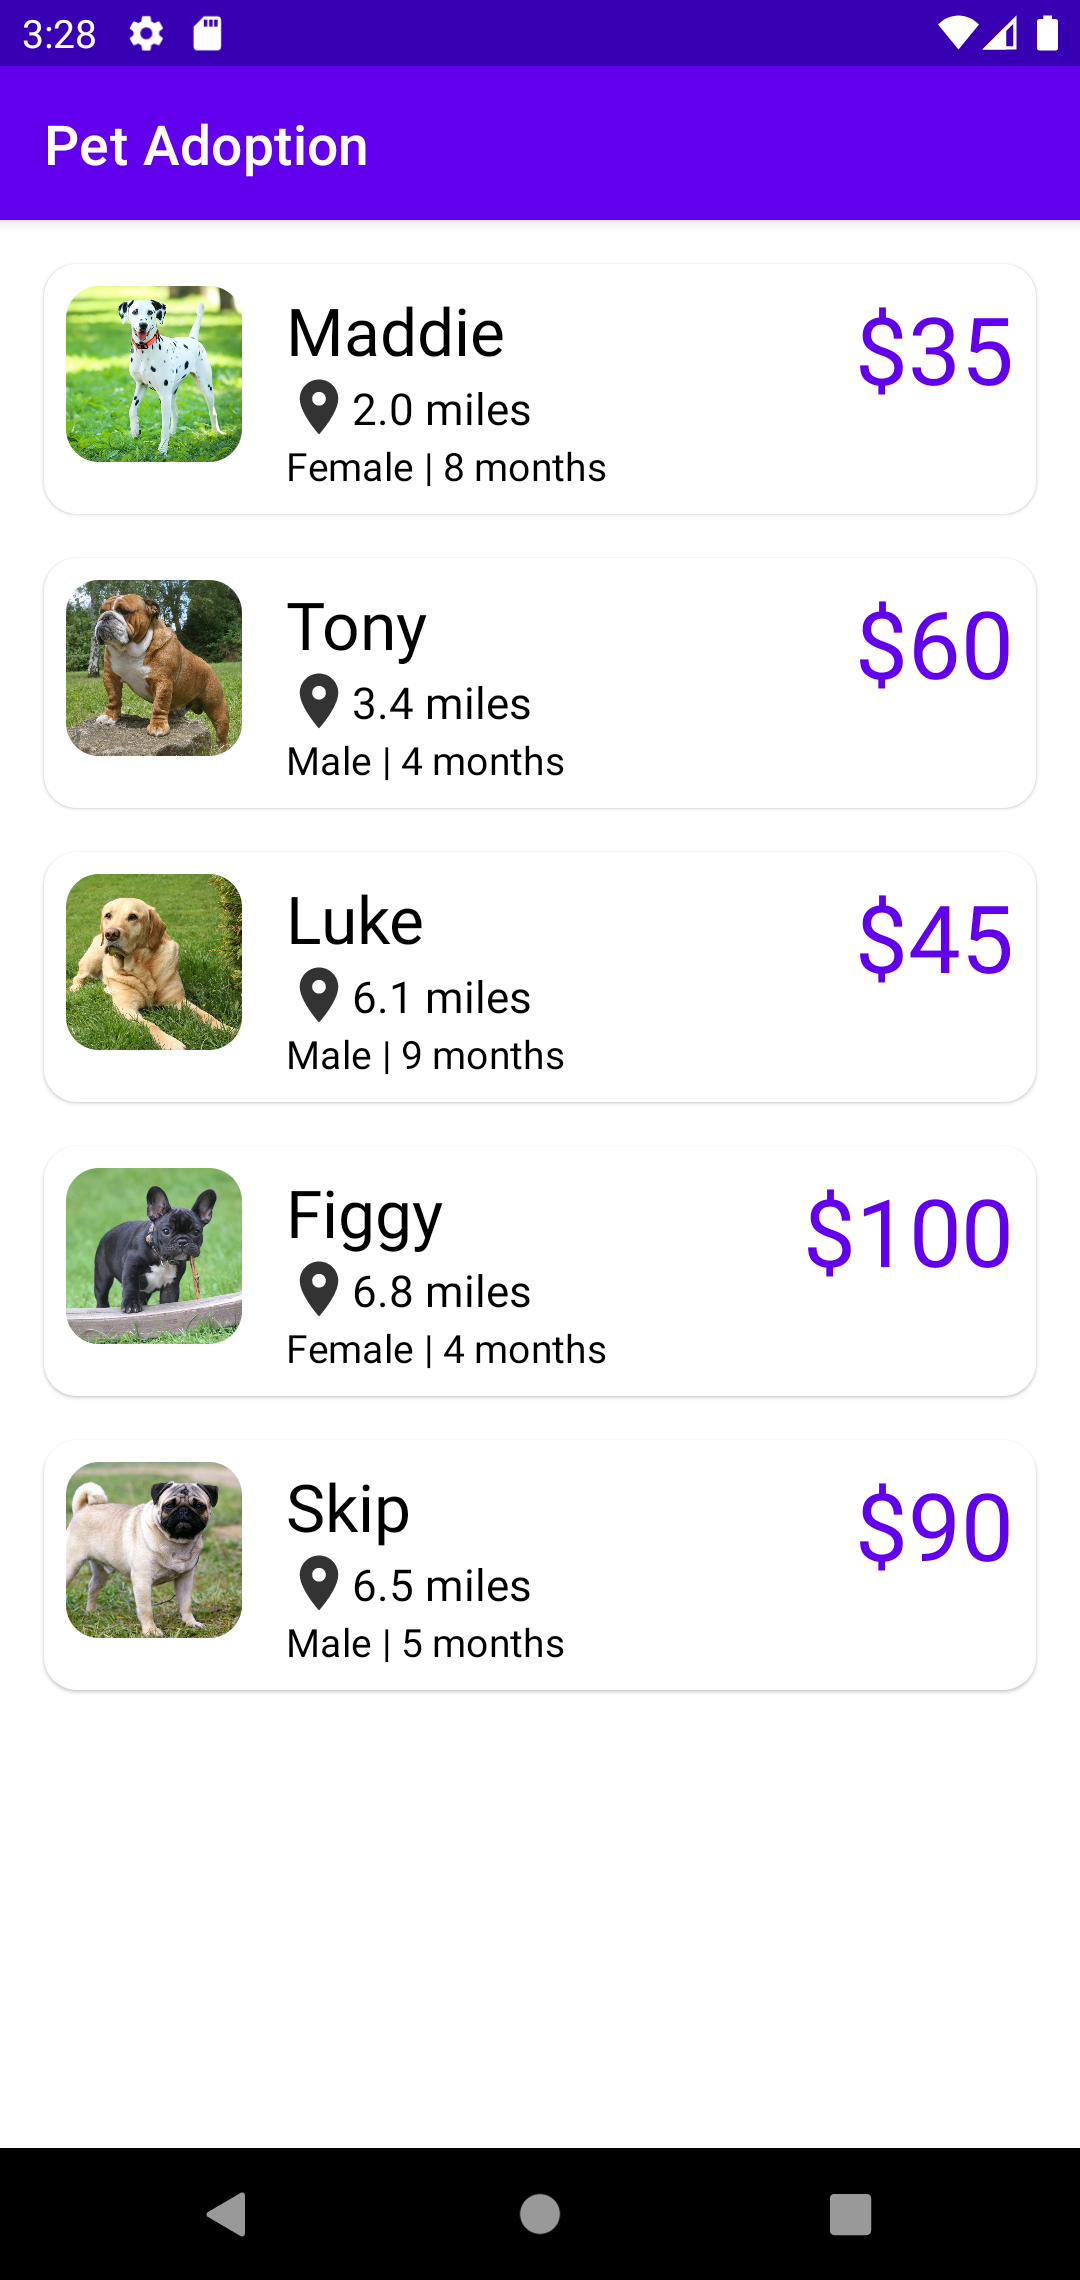 3:28
Pet Adoption
Maddie
$35
2.0 miles
Female | 8 months
Tony
$60
3.4 miles
Male | 4 months
Luke
$45
6.1 miles
Male | 9 months
Figgy
$100
6.8 miles
Female | 4 months
Skip
$90
6.5 miles
Male | 5 months